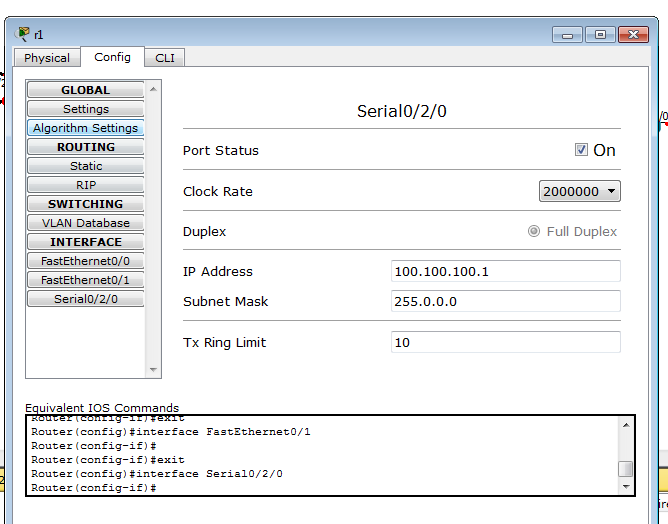 r1
Physical Config CLI
GLOBAL
Settings
Algorithm Settings
ROUTING
Static
RIP
SWITCHING
VLAN Database
INTERFACE
FastEthernet0/0
FastEthernet0/1
Serial0/2/0
Serial0/2/0
Port Status On
Clock Rate 2000000
Duplex Full Duplex
IP Address 100.100.100.1
Subnet Mask 255.0.0.0
Tx Ring Limit 10
Equivalent IOS Commands
Router(config-if)#exit
Router(config)#interface FastEthernet0/1
Router(config-if)#
Router(config-if)#exit
Router(config)#interface Serial0/2/0
Router(config-if)#